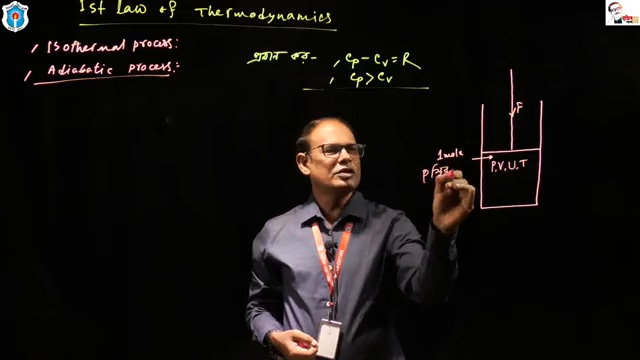 1st Law of Thermodynamics
, Isothermal process:
, Adiabatic process:-
প্রমান কর- , Cp - Cv = R
, Cp > Cv
F
1 mole
P, V, U, T
P স্থির